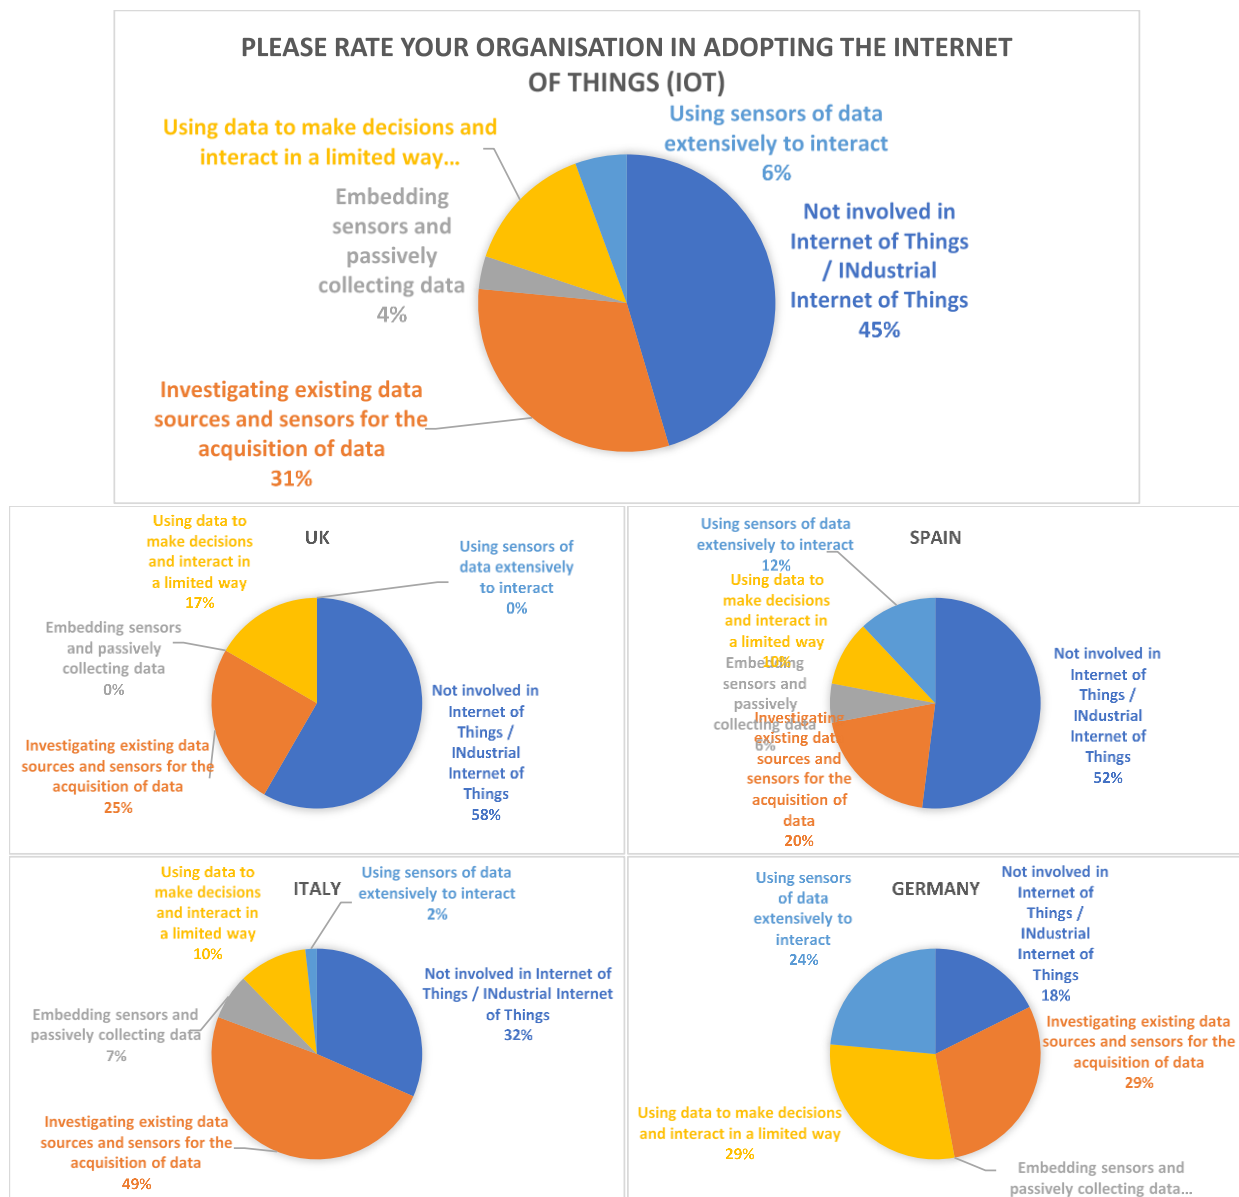 PLEASE RATE YOUR ORGANISATION IN ADOPTING THE INTERNET
OF THINGS (IOT)
Using data to make decisions and
interact in a limited way…
Using sensors of data
extensively to interact
6%
Embedding
sensors and
passively
collecting data
4%
Not involved in
Internet of Things
/ INdustrial
Internet of Things
45%
Investigating existing data
sources and sensors for the
acquisition of data
31%
UK
Using data to
make decisions
and interact in
a limited way
17%
Using sensors of
data extensively
to interact
0%
Embedding sensors
and passively
collecting data
0%
Not involved in
Internet of
Things /
INdustrial
Internet of
Things
58%
Investigating existing data
sources and sensors for the
acquisition of data
25%
SPAIN
Using sensors of data
extensively to interact
12%
Using data to
make decisions
and interact in
a limited way
10%
Embedding
sensors and
passively
collecting data
6%
Investigating
existing data
sources and
sensors for the
acquisition of
data
20%
Not involved in
Internet of
Things /
INdustrial
Internet of
Things
52%
ITALY
Using data to
make decisions
and interact in
a limited way
10%
Using sensors of data
extensively to interact
2%
Not involved in Internet of
Things / INdustrial Internet
of Things
32%
Embedding sensors and
passively collecting data
7%
Investigating existing data
sources and sensors for the
acquisition of data
49%
GERMANY
Using sensors
of data
extensively to
interact
24%
Not involved in
Internet of
Things /
INdustrial
Internet of
Things
18%
Investigating existing data
sources and sensors for the
acquisition of data
29%
Using data to make decisions
and interact in a limited way
29%
Embedding sensors and
passively collecting data…